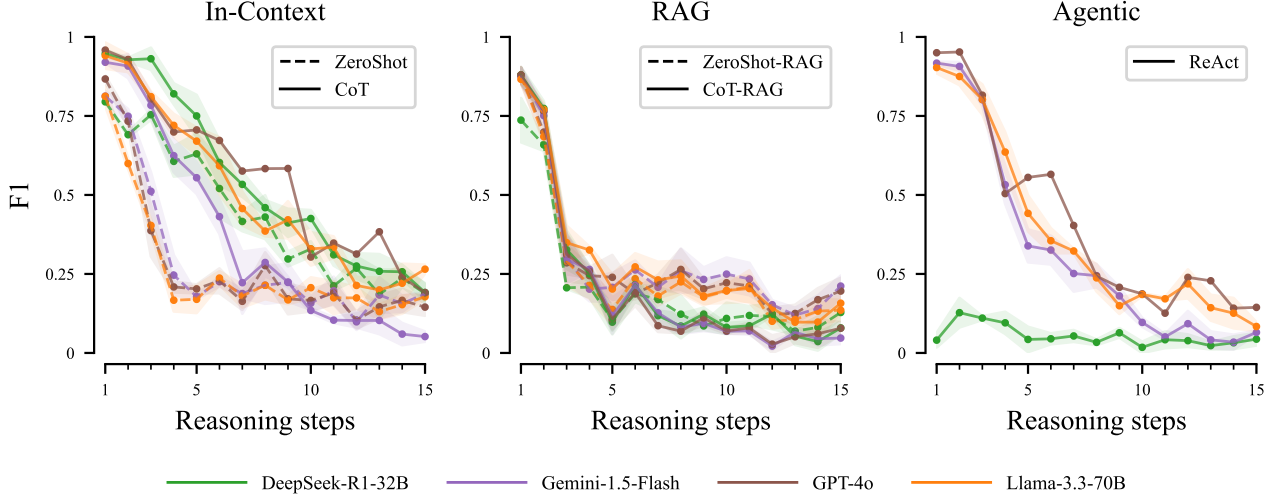 In-Context
RAG
Agentic
F1
1
0.75
0.5
0.25
0
ZeroShot
CoT
1
5
10
15
Reasoning steps
1
0.75
0.5
0.25
0
ZeroShot-RAG
CoT-RAG
1
5
10
15
Reasoning steps
1
0.75
0.5
0.25
0
ReAct
1
5
10
15
Reasoning steps
DeepSeek-R1-32B
Gemini-1.5-Flash
GPT-4o
Llama-3.3-70B